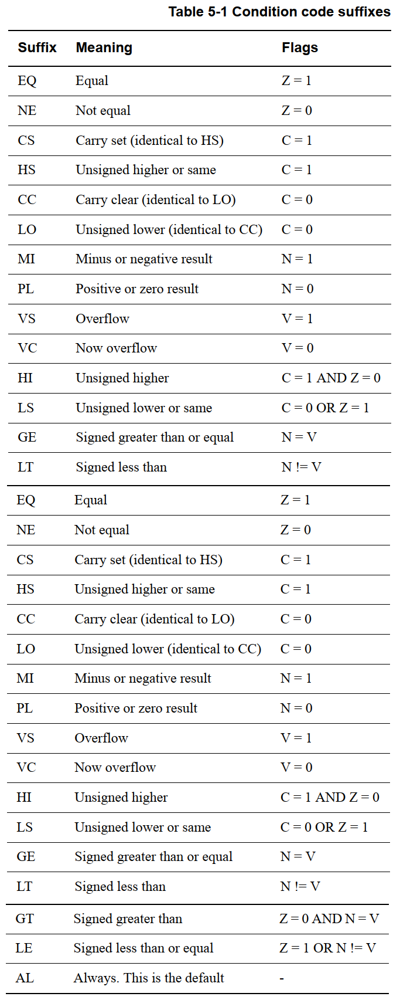 Table 5-1 Condition code suffixes
Suffix Meaning Flags
EQ Equal Z = 1
NE Not equal Z = 0
CS Carry set (identical to HS) C = 1
HS Unsigned higher or same C = 1
CC Carry clear (identical to LO) C = 0
LO Unsigned lower (identical to CC) C = 0
MI Minus or negative result N = 1
PL Positive or zero result N = 0
VS Overflow V = 1
VC Now overflow V = 0
HI Unsigned higher C = 1 AND Z = 0
LS Unsigned lower or same C = 0 OR Z = 1
GE Signed greater than or equal N = V
LT Signed less than N != V
EQ Equal Z = 1
NE Not equal Z = 0
CS Carry set (identical to HS) C = 1
HS Unsigned higher or same C = 1
CC Carry clear (identical to LO) C = 0
LO Unsigned lower (identical to CC) C = 0
MI Minus or negative result N = 1
PL Positive or zero result N = 0
VS Overflow V = 1
VC Now overflow V = 0
HI Unsigned higher C = 1 AND Z = 0
LS Unsigned lower or same C = 0 OR Z = 1
GE Signed greater than or equal N = V
LT Signed less than N != V
GT Signed greater than Z = 0 AND N = V
LE Signed less than or equal Z = 1 OR N != V
AL Always. This is the default -